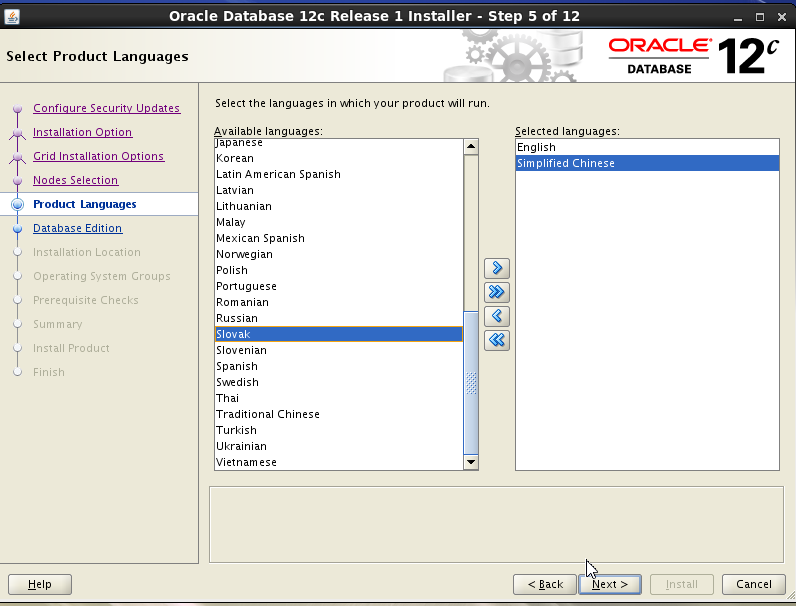 Oracle Database 12c Release 1 Installer - Step 5 of 12
Select Product Languages
ORACLE®
DATABASE
12c
Configure Security Updates
Installation Option
Grid Installation Options
Nodes Selection
Product Languages
Database Edition
Installation Location
Operating System Groups
Prerequisite Checks
Summary
Install Product
Finish
Select the languages in which your product will run.
Available languages:
Japanese
Korean
Latin American Spanish
Latvian
Lithuanian
Malay
Mexican Spanish
Norwegian
Polish
Portuguese
Romanian
Russian
Slovak
Slovenian
Spanish
Swedish
Thai
Traditional Chinese
Turkish
Ukrainian
Vietnamese
Selected languages:
English
Simplified Chinese
Help
< Back
Next >
Install
Cancel